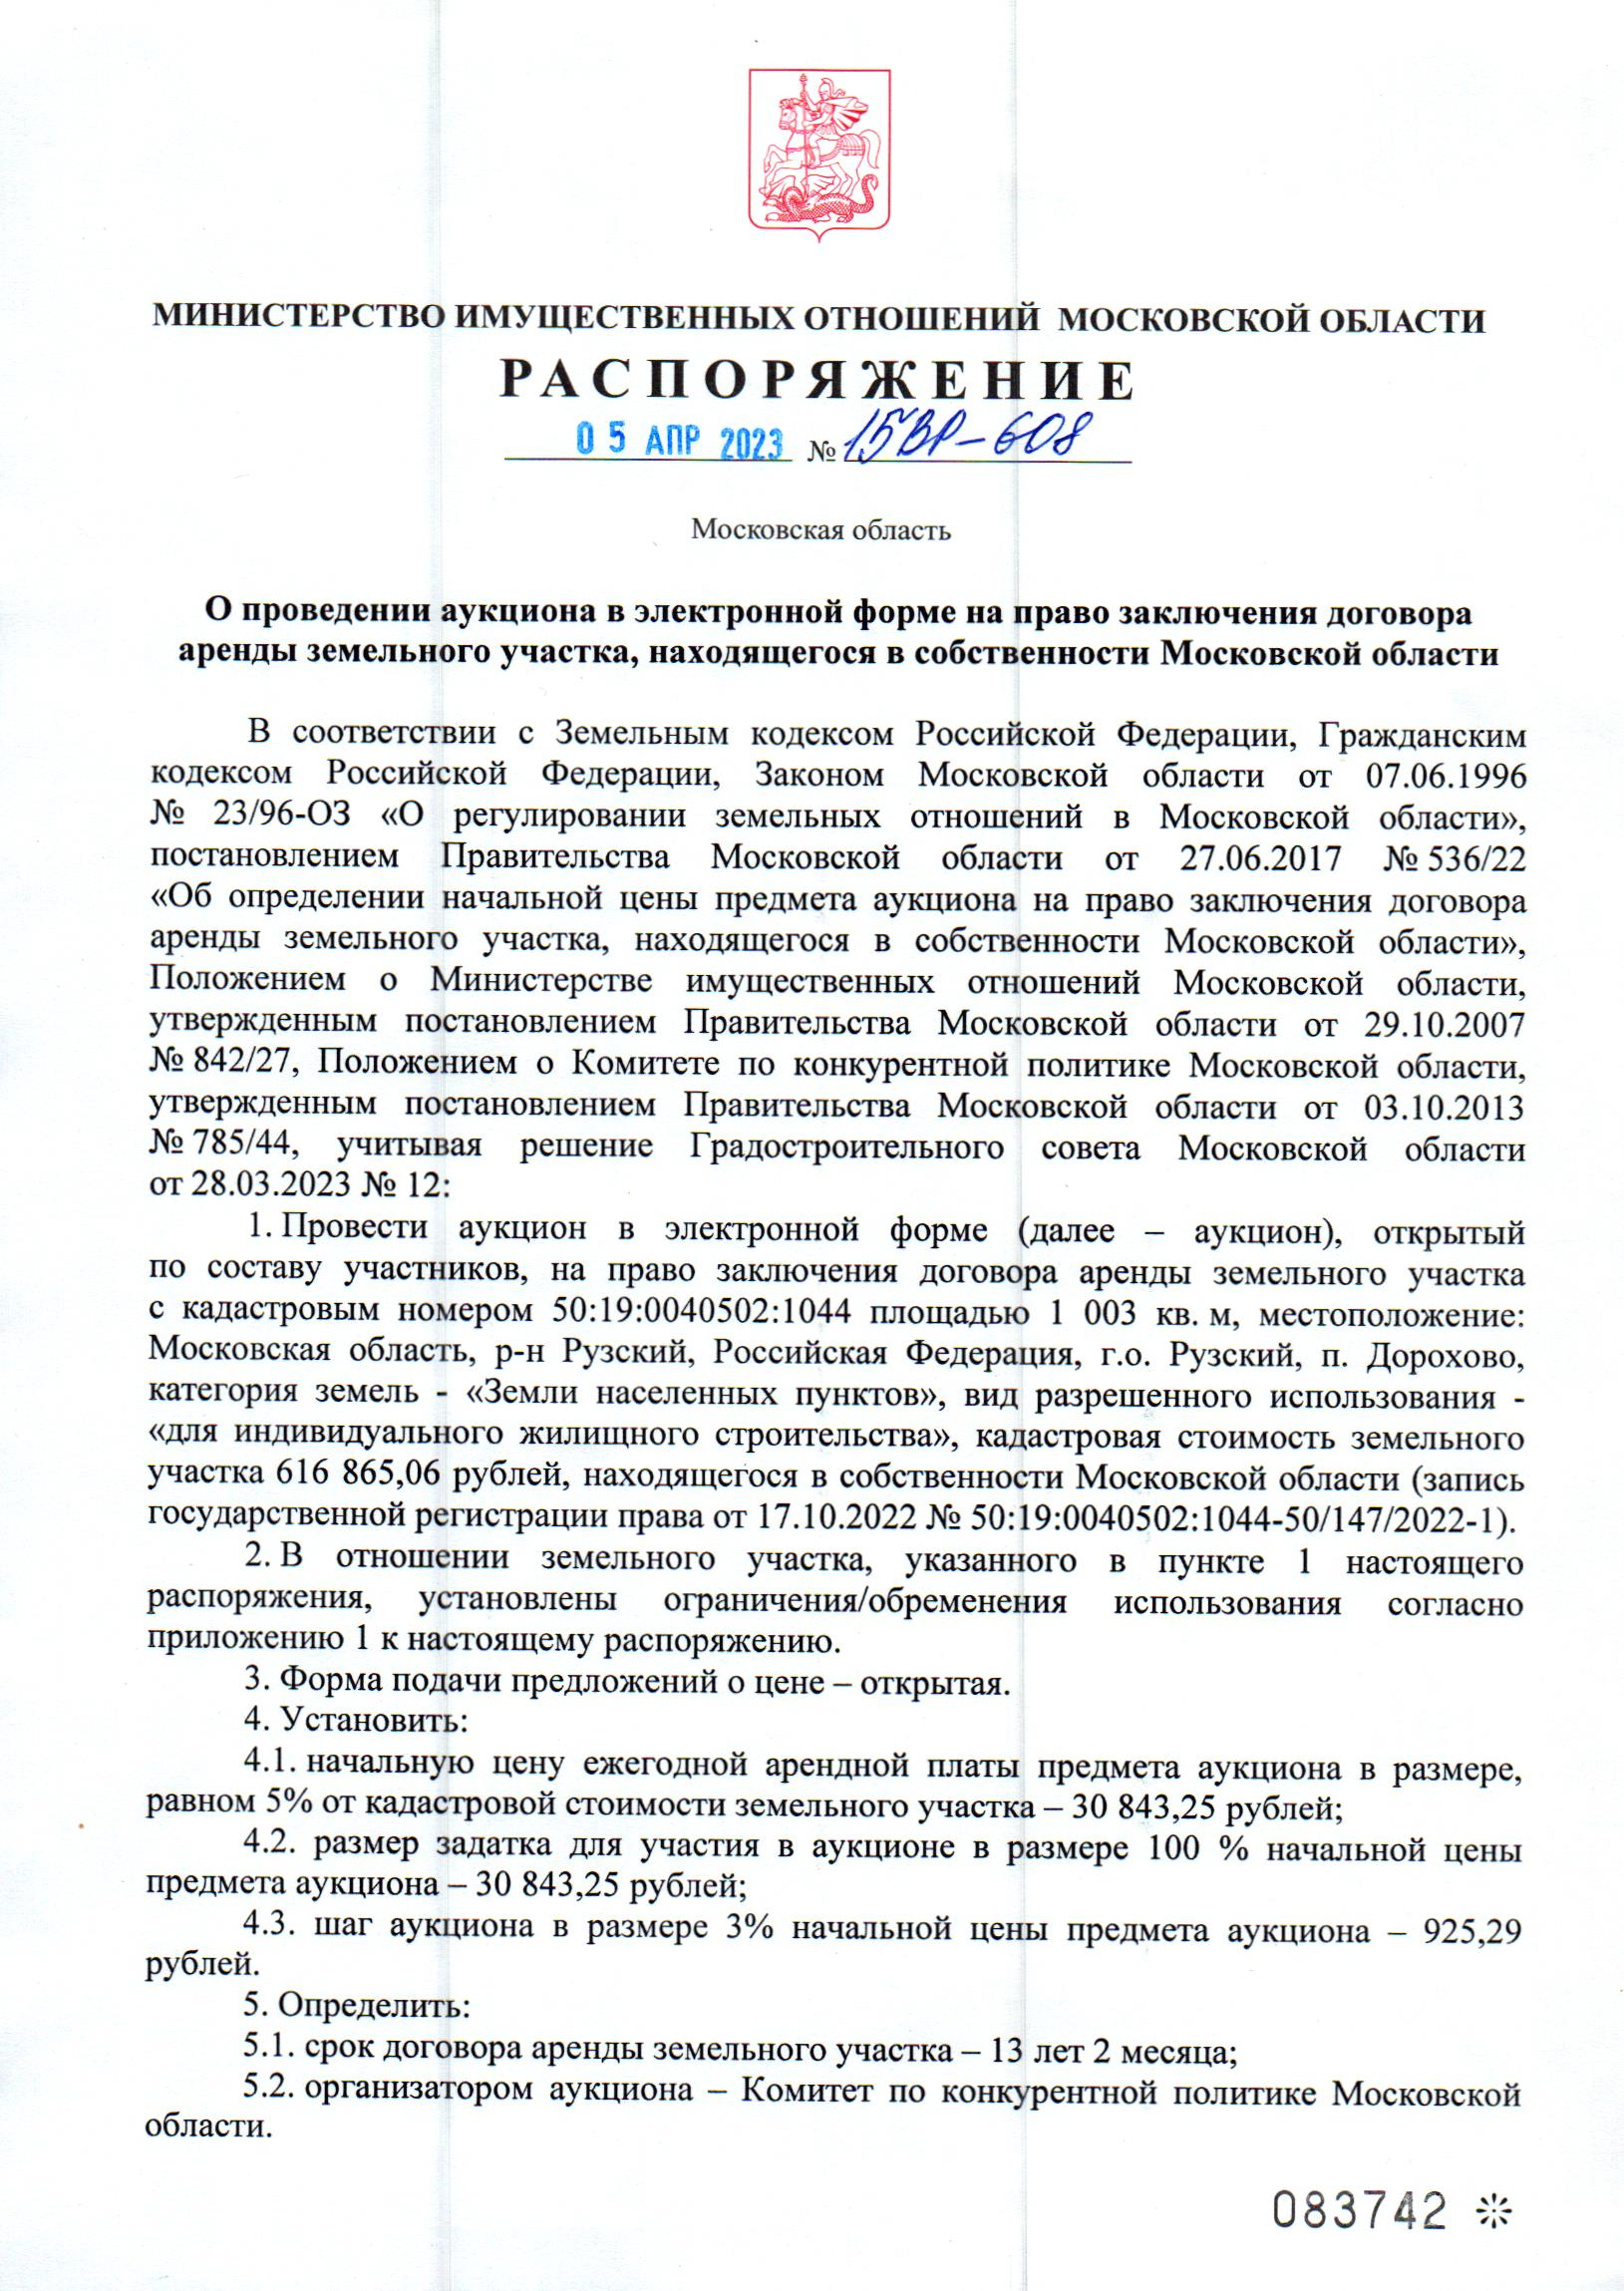 МИНИСТЕРСТВО ИМУЩЕСТВЕННЫХ ОТНОШЕНИЙ МОСКОВСКОЙ ОБЛАСТИ
РАСПОРЯЖЕНИЕ
05 АПР 2023 № 15ВР-608
Московская область
О проведении аукциона в электронной форме на право заключения договора
аренды земельного участка, находящегося в собственности Московской области
В соответствии с Земельным кодексом Российской Федерации, Гражданским
кодексом Российской Федерации, Законом Московской области от 07.06.1996
№ 23/96-ОЗ «О регулировании земельных отношений в Московской области»,
постановлением Правительства Московской области от 27.06.2017 № 536/22
«Об определении начальной цены предмета аукциона на право заключения договора
аренды земельного участка, находящегося в собственности Московской области»,
Положением о Министерстве имущественных отношений Московской области,
утвержденным постановлением Правительства Московской области от 29.10.2007
№ 842/27, Положением о Комитете по конкурентной политике Московской области,
утвержденным постановлением Правительства Московской области от 03.10.2013
№ 785/44, учитывая решение Градостроительного совета Московской области
от 28.03.2023 № 12:
1. Провести аукцион в электронной форме (далее – аукцион), открытый
по составу участников, на право заключения договора аренды земельного участка
с кадастровым номером 50:19:0040502:1044 площадью 1 003 кв. м, местоположение:
Московская область, р-н Рузский, Российская Федерация, г.о. Рузский, п. Дорохово,
категория земель - «Земли населенных пунктов», вид разрешенного использования -
«для индивидуального жилищного строительства», кадастровая стоимость земельного
участка 616 865,06 рублей, находящегося в собственности Московской области (запись
государственной регистрации права от 17.10.2022 № 50:19:0040502:1044-50/147/2022-1).
2. В отношении земельного участка, указанного в пункте 1 настоящего
распоряжения, установлены ограничения/обременения использования согласно
приложению 1 к настоящему распоряжению.
3. Форма подачи предложений о цене – открытая.
4. Установить:
4.1. начальную цену ежегодной арендной платы предмета аукциона в размере,
равном 5% от кадастровой стоимости земельного участка – 30 843,25 рублей;
4.2. размер задатка для участия в аукционе в размере 100 % начальной цены
предмета аукциона – 30 843,25 рублей;
4.3. шаг аукциона в размере 3% начальной цены предмета аукциона – 925,29
рублей.
5. Определить:
5.1. срок договора аренды земельного участка – 13 лет 2 месяца;
5.2. организатором аукциона – Комитет по конкурентной политике Московской
области.
083742 ※